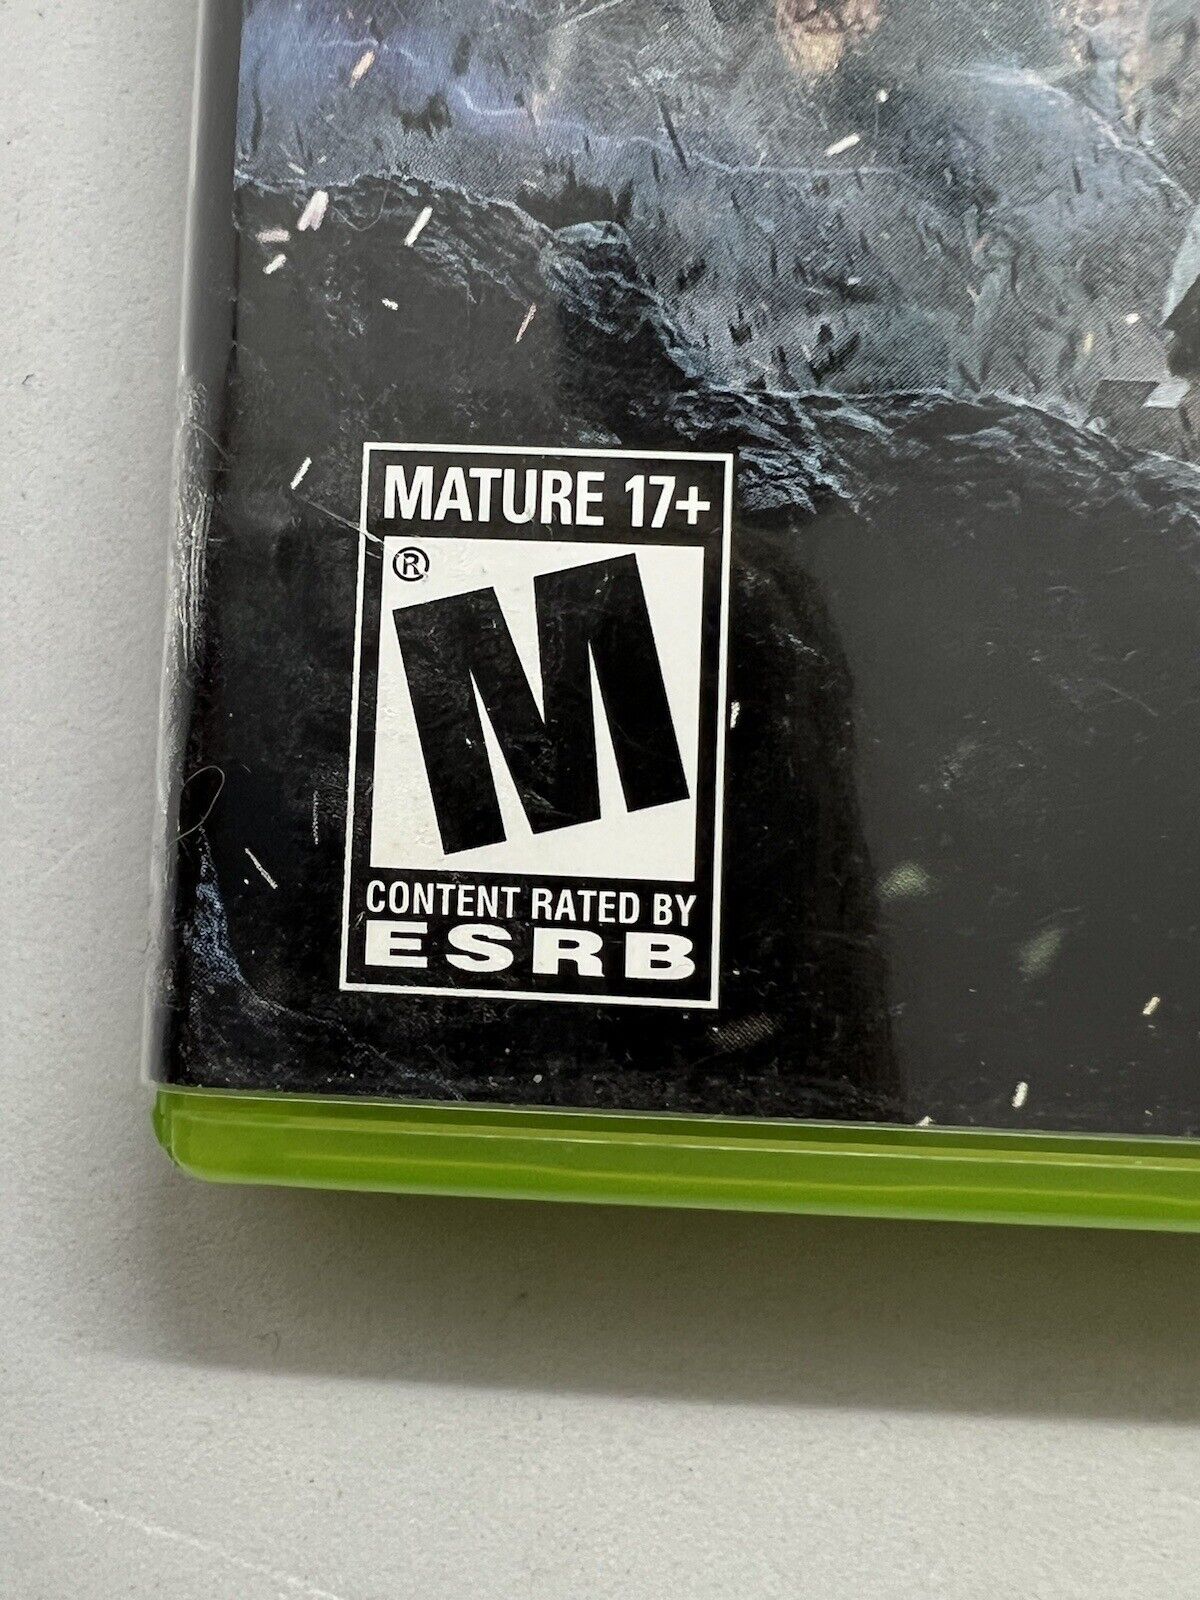 MATURE 17+
®
M
CONTENT RATED BY
ESRB